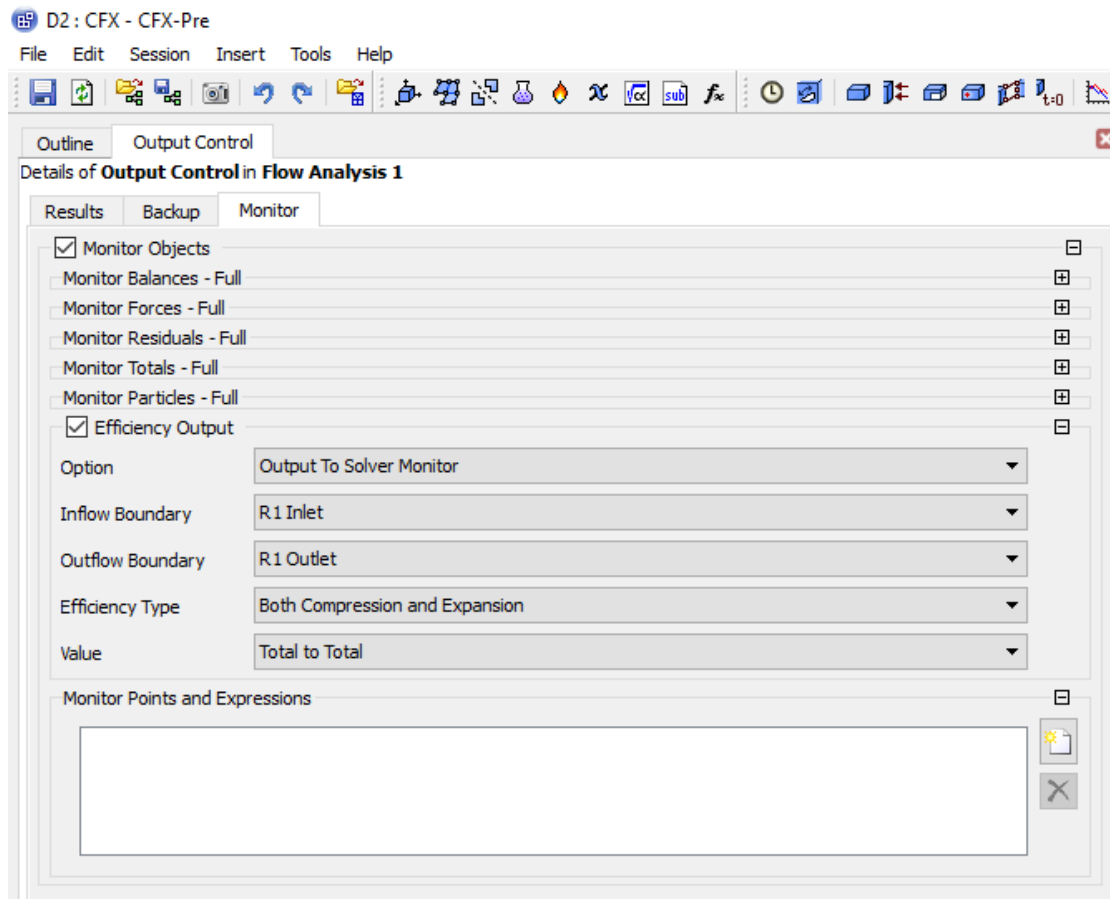 D2 : CFX - CFX-Pre
File Edit Session Insert Tools Help
√α sub f× t=0
Outline Output Control
Details of Output Control in Flow Analysis 1
Results Backup Monitor
Monitor Objects
Monitor Balances - Full
Monitor Forces - Full
Monitor Residuals - Full
Monitor Totals - Full
Monitor Particles - Full
Efficiency Output
Option Output To Solver Monitor
Inflow Boundary R1 Inlet
Outflow Boundary R1 Outlet
Efficiency Type Both Compression and Expansion
Value Total to Total
Monitor Points and Expressions